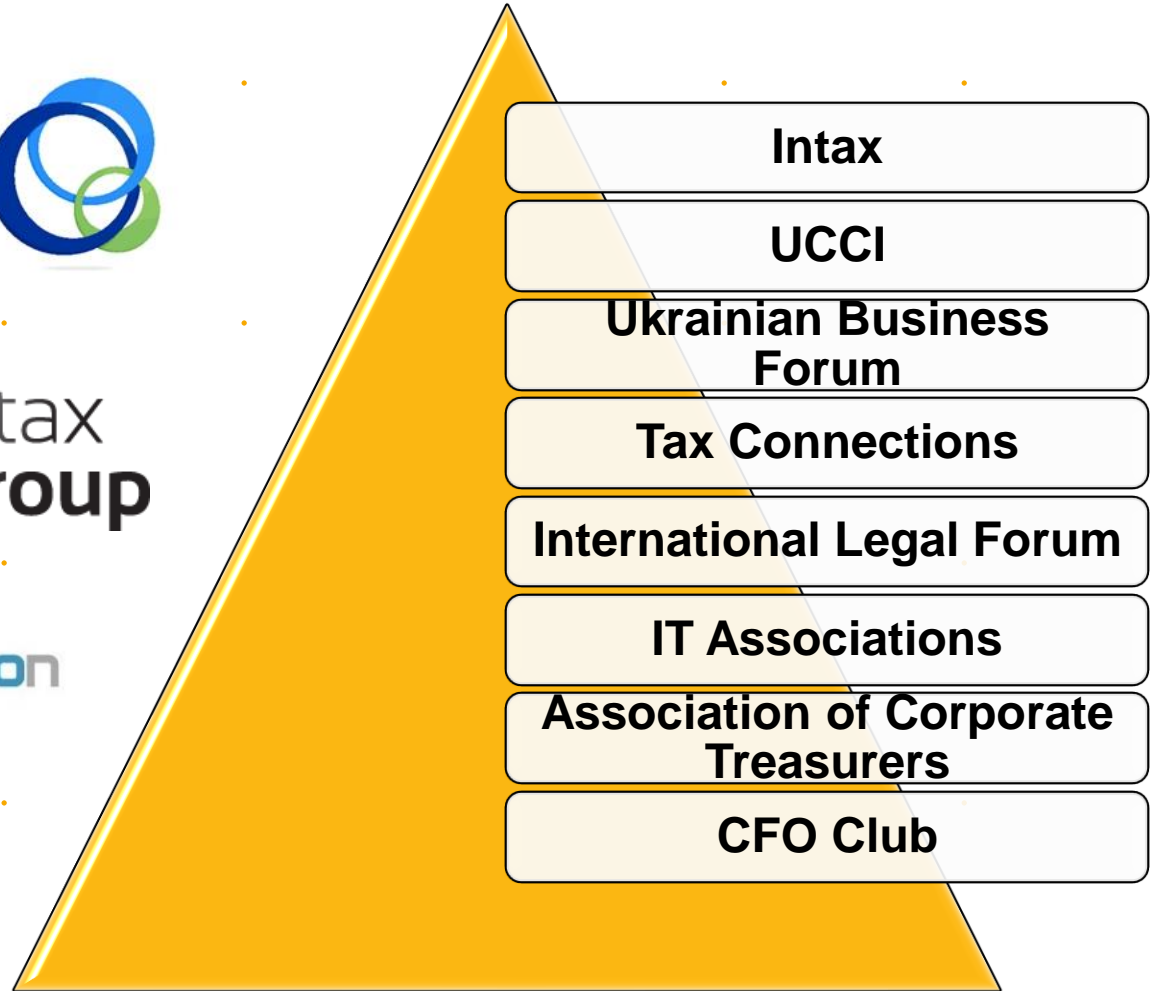 Intax
UCCI
Ukrainian Business
Forum
tax
roup
Tax Connections
International Legal Forum
on
IT Associations
Association of Corporate
Treasurers
CFO Club